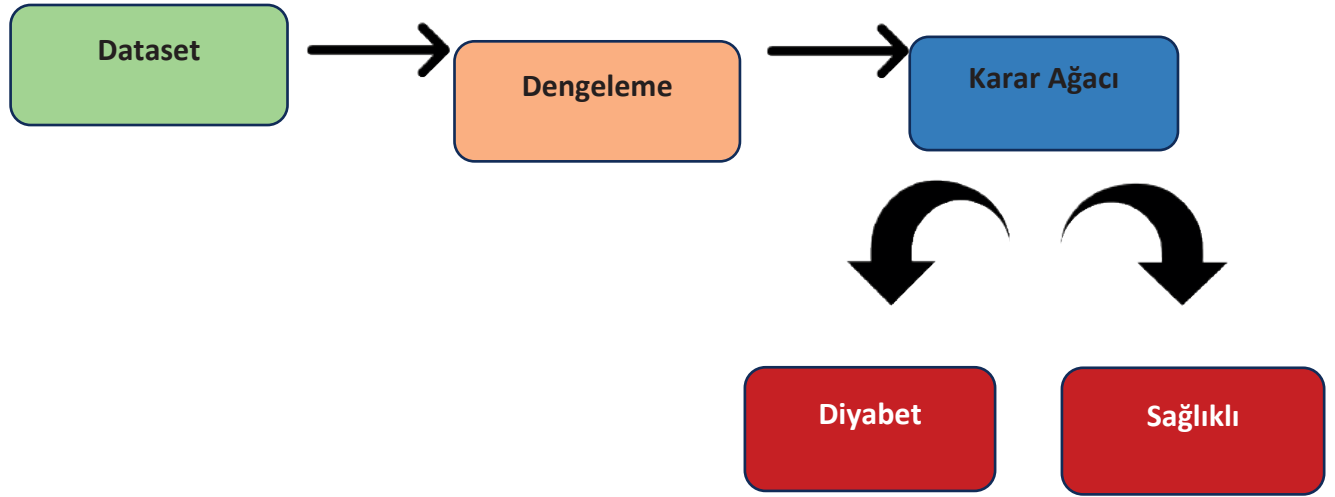 Dataset
Dengeleme
Karar Ağacı
Diyabet
Sağlıklı